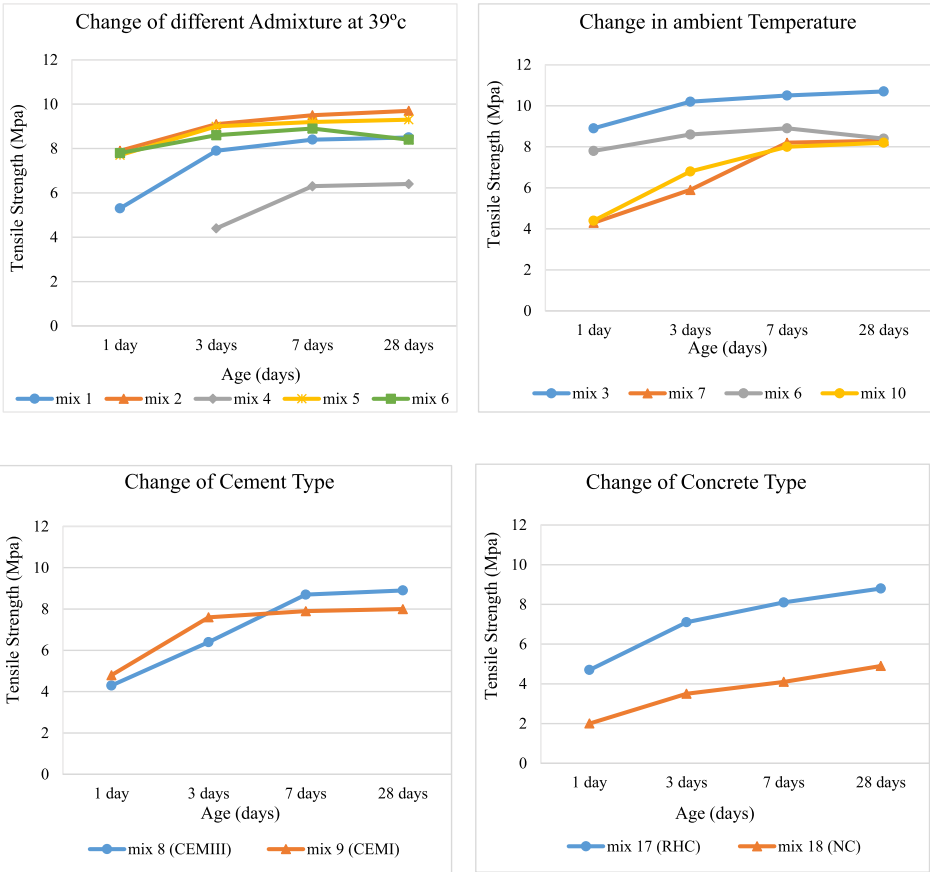 Change of different Admixture at 39ºc
Tensile Strength (Mpa)
12
10
8
6
4
2
0
1 day 3 days 7 days 28 days
Age (days)
mix 1 mix 2 mix 4 mix 5 mix 6
Change in ambient Temperature
Tensile Strength (Mpa)
12
10
8
6
4
2
0
1 day 3 days 7 days 28 days
Age (days)
mix 3 mix 7 mix 6 mix 10
Change of Cement Type
Tensile Strength (Mpa)
12
10
8
6
4
2
0
1 day 3 days 7 days 28 days
Age (days)
mix 8 (CEMIII) mix 9 (CEMI)
Change of Concrete Type
Tensile Strength (Mpa)
12
10
8
6
4
2
0
1 day 3 days 7 days 28 days
Age (days)
mix 17 (RHC) mix 18 (NC)